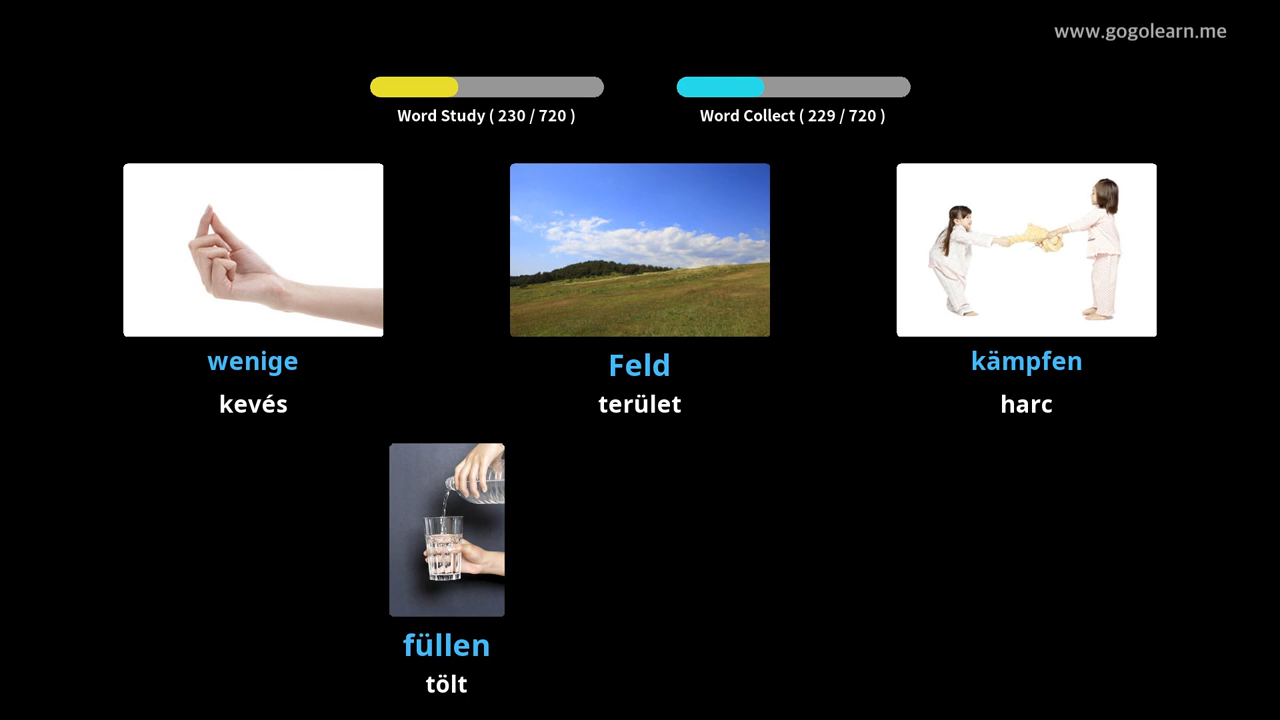 www.gogolearn.me
Word Study ( 230 / 720 )
Word Collect ( 229 / 720 )
wenige
kevés
Feld
terület
kämpfen
harc
füllen
tölt